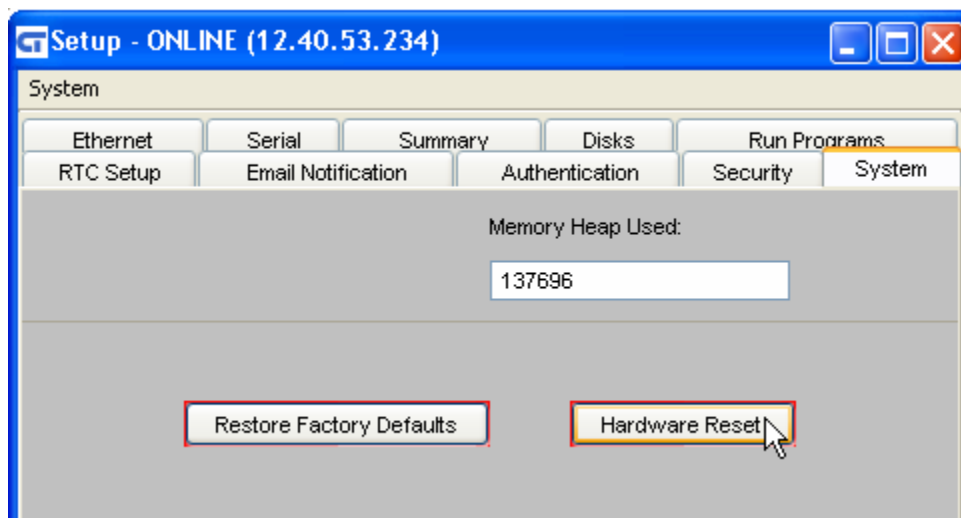 Setup - ONLINE (12.40.53.234)
System
Ethernet Serial Summary Disks Run Programs
RTC Setup Email Notification Authentication Security System
Memory Heap Used:
137696
Restore Factory Defaults Hardware Reset